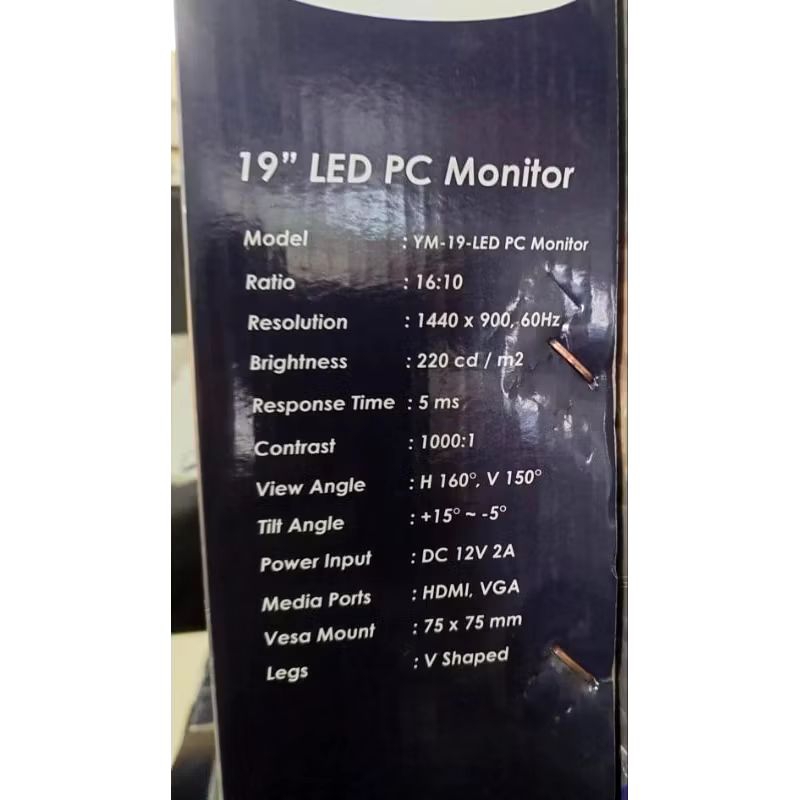 19” LED PC Monitor
Model : YM-19-LED PC Monitor
Ratio : 16:10
Resolution : 1440 x 900, 60Hz
Brightness : 220 cd / m2
Response Time : 5 ms
Contrast : 1000:1
View Angle : H 160°, V 150°
Tilt Angle : +15° ~ -5°
Power Input : DC 12V 2A
Media Ports : HDMI, VGA
Vesa Mount : 75 x 75 mm
Legs : V Shaped